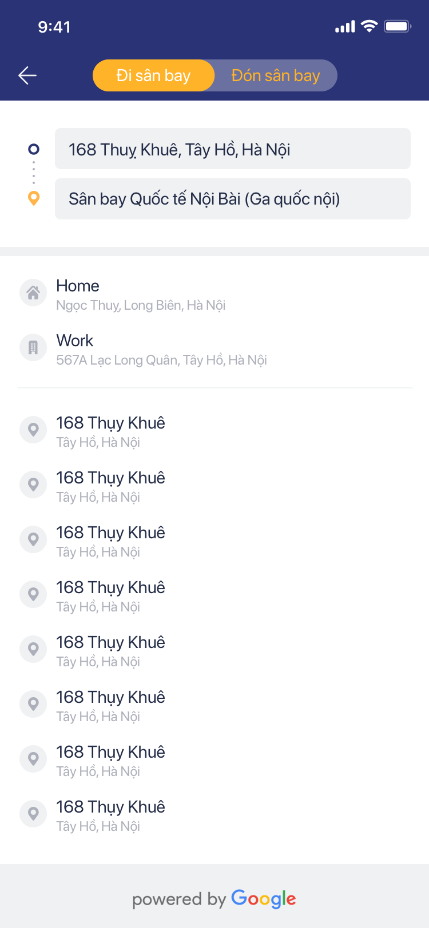 9:41
Đi sân bay Đón sân bay
168 Thuỵ Khuê, Tây Hồ, Hà Nội
Sân bay Quốc tế Nội Bài (Ga quốc nội)
Home
Ngọc Thuỵ, Long Biên, Hà Nội
Work
567A Lạc Long Quân, Tây Hồ, Hà Nội
168 Thụy Khuê
Tây Hồ, Hà Nội
168 Thụy Khuê
Tây Hồ, Hà Nội
168 Thụy Khuê
Tây Hồ, Hà Nội
168 Thụy Khuê
Tây Hồ, Hà Nội
168 Thụy Khuê
Tây Hồ, Hà Nội
168 Thụy Khuê
Tây Hồ, Hà Nội
168 Thụy Khuê
Tây Hồ, Hà Nội
168 Thụy Khuê
Tây Hồ, Hà Nội
powered by Google